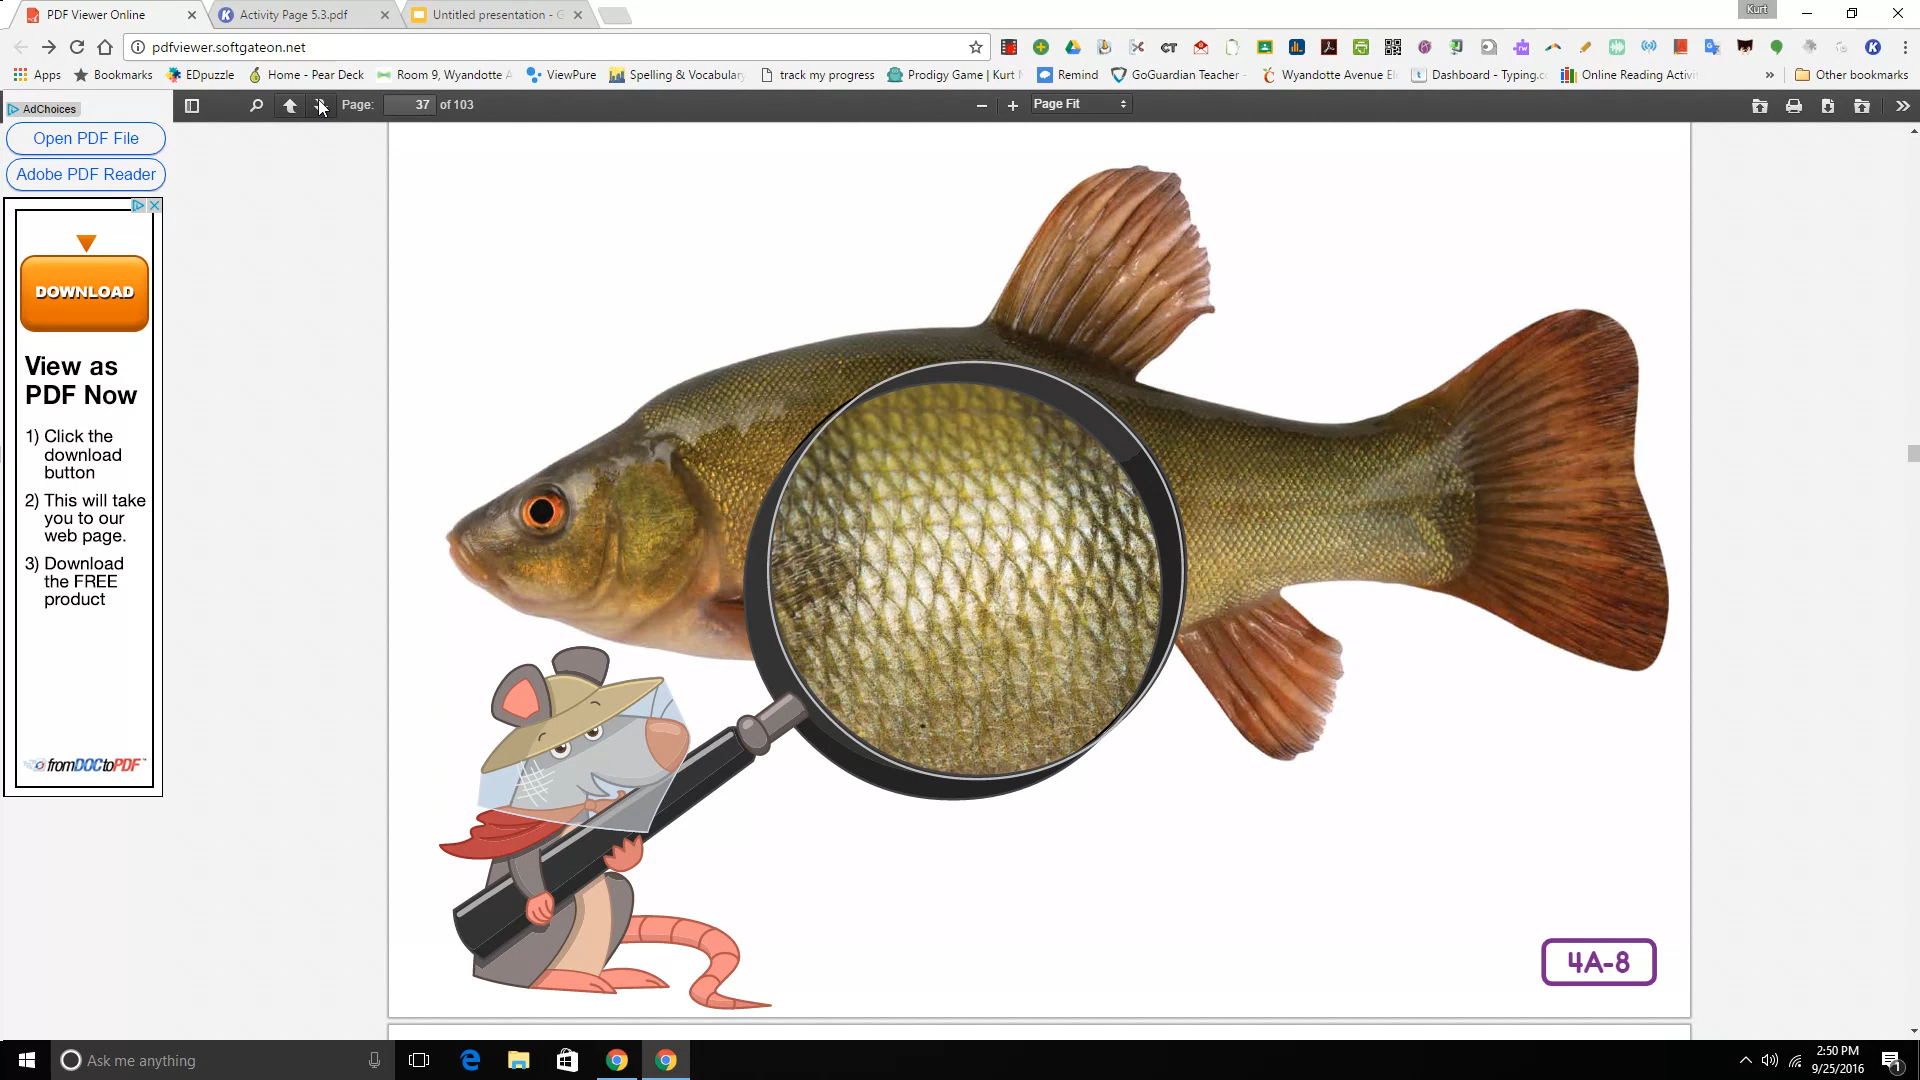 PDF Viewer Online
Activity Page 5.3.pdf
Untitled presentation - G
Kurt
pdfviewer.softgateon.net
Apps
Bookmarks
EDpuzzle
Home - Pear Deck
Room 9, Wyandotte A
ViewPure
Spelling & Vocabulary
track my progress
Prodigy Game | Kurt
Remind
GoGuardian Teacher -
Wyandotte Avenue El
Dashboard - Typing.c
Online Reading Activi
Other bookmarks
AdChoices
Page: 37 of 103
Page Fit
Open PDF File
Adobe PDF Reader
DOWNLOAD
View as
PDF Now
1) Click the
download
button
2) This will take
you to our
web page.
3) Download
the FREE
product
fromDOCtoPDF
4A-8
Ask me anything
2:50 PM
9/25/2016
1